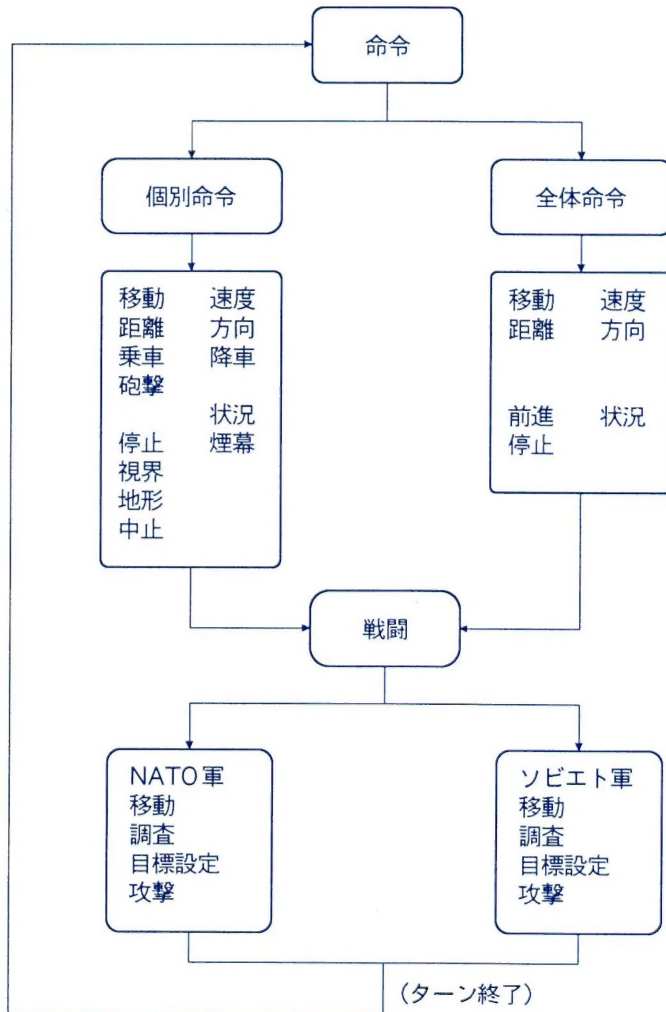 命令
個別命令
全体命令
移動 速度
距離 方向
乗車 降車
砲撃
状況
停止 煙幕
視界
地形
中止
移動 速度
距離 方向
前進 状況
停止
戦闘
NATO軍
移動
調査
目標設定
攻撃
ソビエト軍
移動
調査
目標設定
攻撃
(ターン終了)